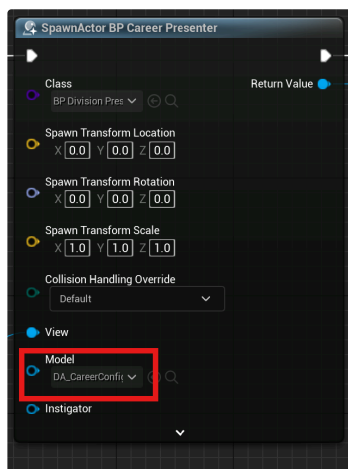 SpawnActor BP Career Presenter
Class
Return Value
BP Division Pres
Spawn Transform Location
X 0.0 Y 0.0 Z 0.0
Spawn Transform Rotation
X 0.0 Y 0.0 Z 0.0
Spawn Transform Scale
X 1.0 Y 1.0 Z 1.0
Collision Handling Override
Default
View
Model
DA_CareerConfig
Instigator